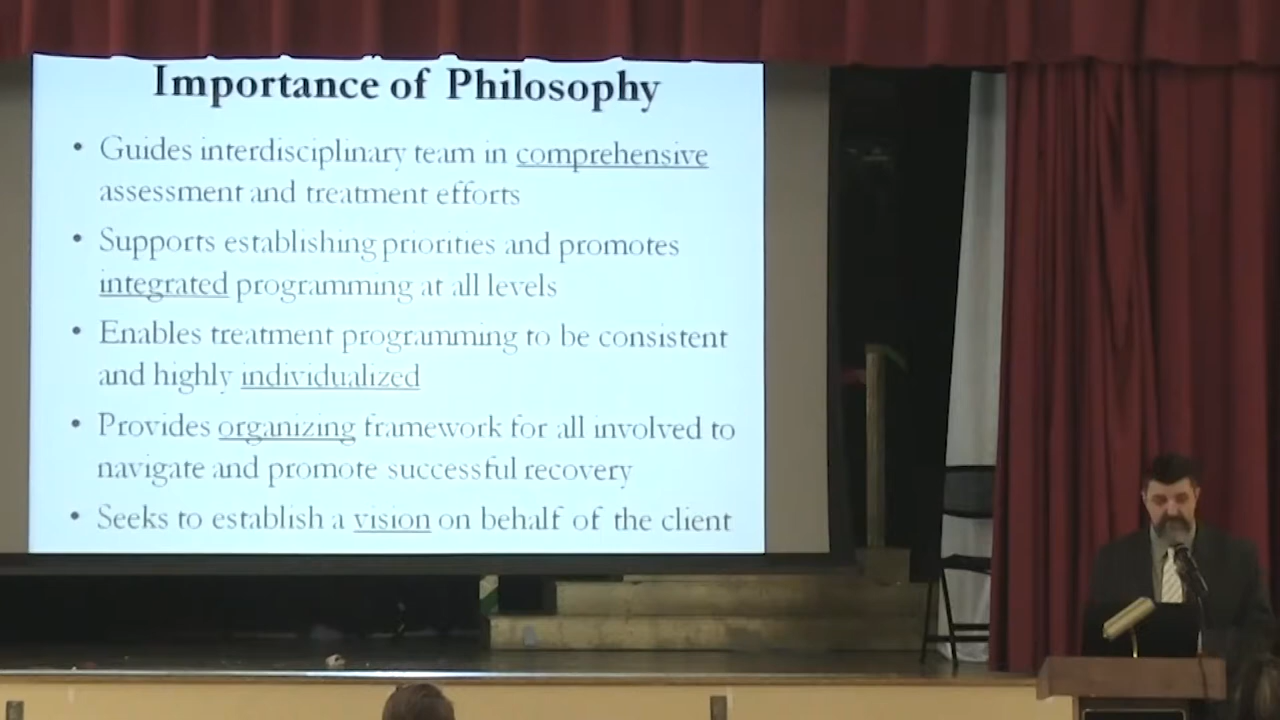 Importance of Philosophy
• Guides interdisciplinary team in comprehensive
assessment and treatment efforts
• Supports establishing priorities and promotes
integrated programming at all levels
• Enables treatment programming to be consistent
and highly individualized
• Provides organizing framework for all involved to
navigate and promote successful recovery
• Seeks to establish a vision on behalf of the client